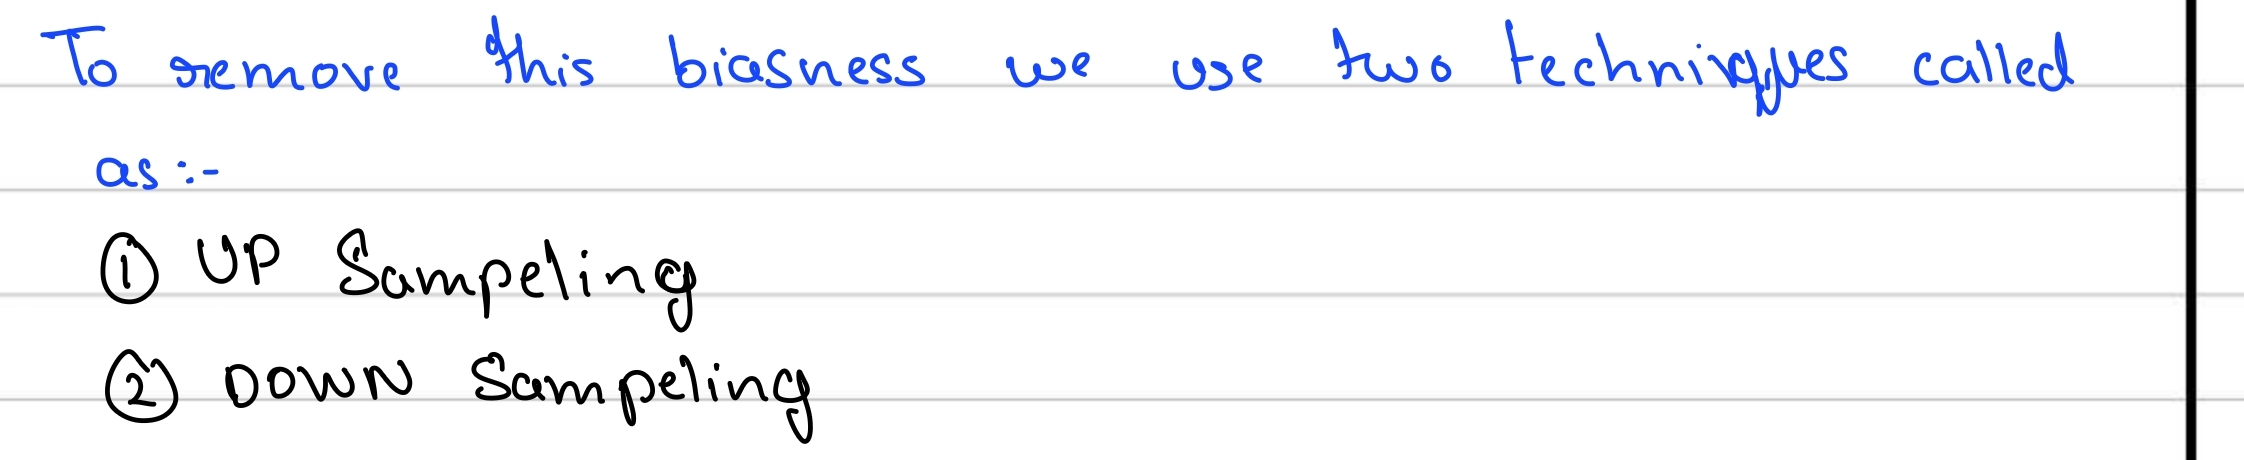 To remove this biasness we use two techniques called
as :-
① UP Sampeling
② DOWN Sampeling